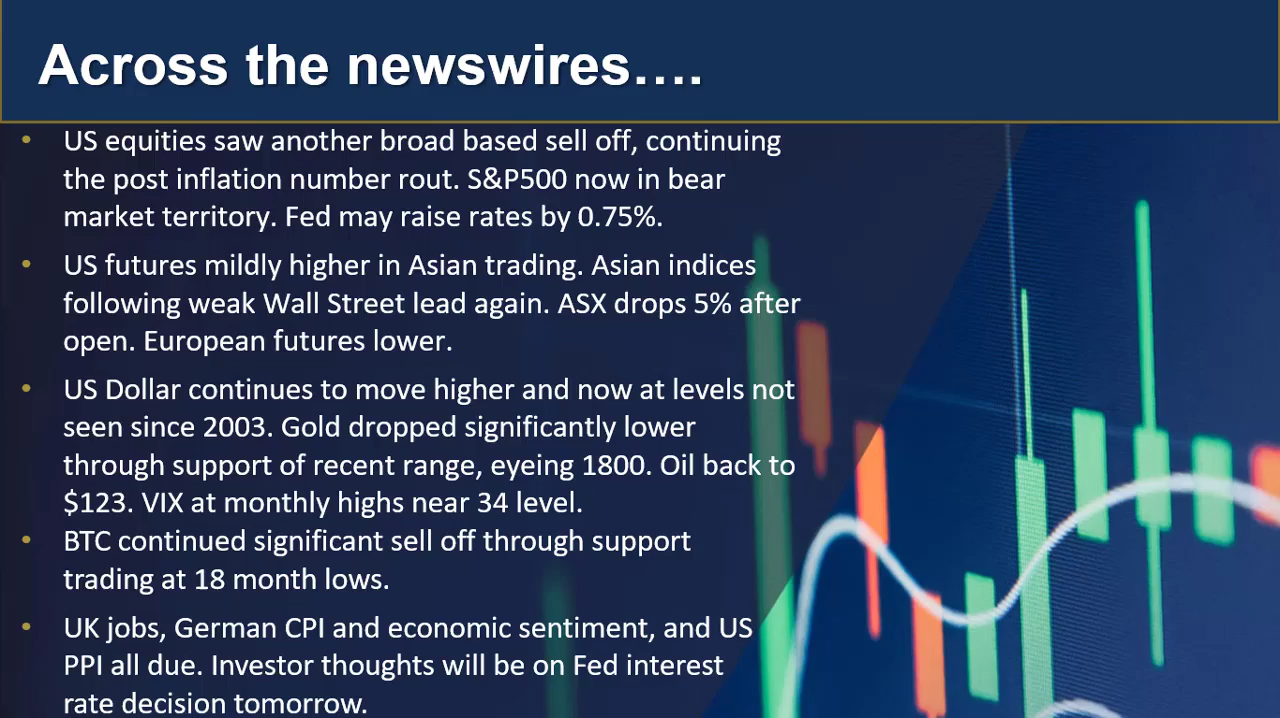 Across the newswires....
• US equities saw another broad based sell off, continuing
the post inflation number rout. S&P500 now in bear
market territory. Fed may raise rates by 0.75%.
• US futures mildly higher in Asian trading. Asian indices
following weak Wall Street lead again. ASX drops 5% after
open. European futures lower.
• US Dollar continues to move higher and now at levels not
seen since 2003. Gold dropped significantly lower
through support of recent range, eyeing 1800. Oil back to
$123. VIX at monthly highs near 34 level.
• BTC continued significant sell off through support
trading at 18 month lows.
• UK jobs, German CPI and economic sentiment, and US
PPI all due. Investor thoughts will be on Fed interest
rate decision tomorrow.